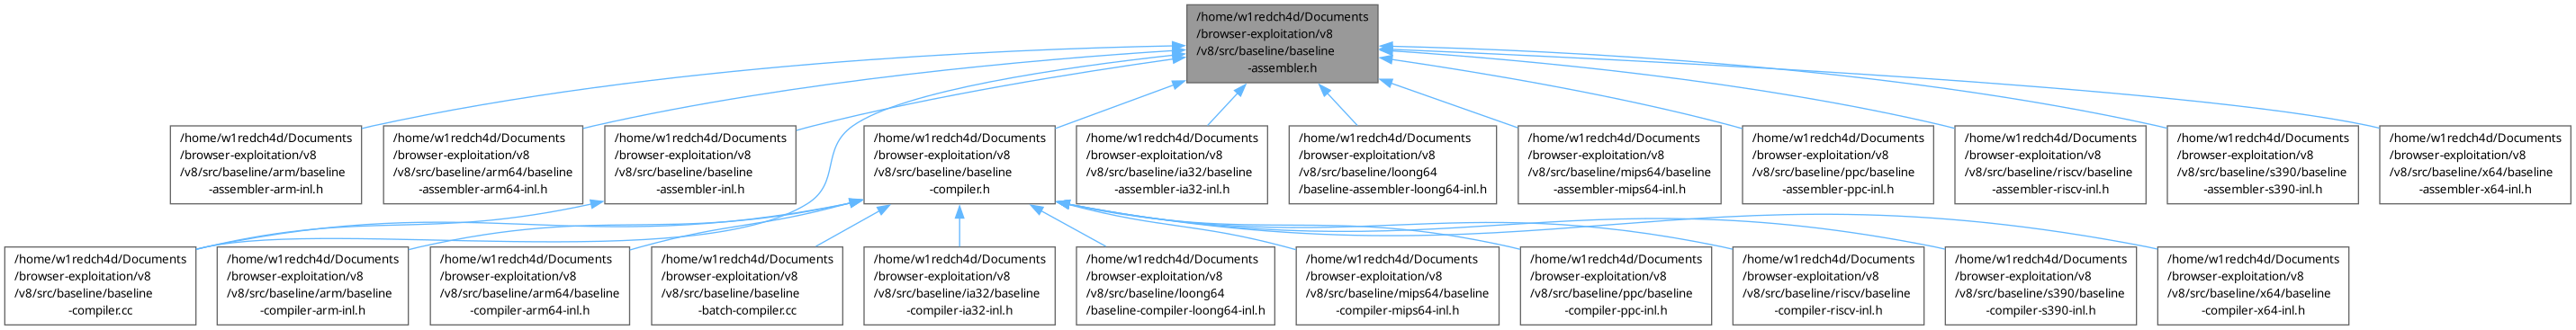 /home/w1redch4d/Documents
/browser-exploitation/v8
/v8/src/baseline/baseline
-assembler.h
/home/w1redch4d/Documents
/browser-exploitation/v8
/v8/src/baseline/arm/baseline
-assembler-arm-inl.h
/home/w1redch4d/Documents
/browser-exploitation/v8
/v8/src/baseline/arm64/baseline
-assembler-arm64-inl.h
/home/w1redch4d/Documents
/browser-exploitation/v8
/v8/src/baseline/baseline
-assembler-inl.h
/home/w1redch4d/Documents
/browser-exploitation/v8
/v8/src/baseline/baseline
-compiler.h
/home/w1redch4d/Documents
/browser-exploitation/v8
/v8/src/baseline/ia32/baseline
-assembler-ia32-inl.h
/home/w1redch4d/Documents
/browser-exploitation/v8
/v8/src/baseline/loong64
/baseline-assembler-loong64-inl.h
/home/w1redch4d/Documents
/browser-exploitation/v8
/v8/src/baseline/mips64/baseline
-assembler-mips64-inl.h
/home/w1redch4d/Documents
/browser-exploitation/v8
/v8/src/baseline/ppc/baseline
-assembler-ppc-inl.h
/home/w1redch4d/Documents
/browser-exploitation/v8
/v8/src/baseline/riscv/baseline
-assembler-riscv-inl.h
/home/w1redch4d/Documents
/browser-exploitation/v8
/v8/src/baseline/s390/baseline
-assembler-s390-inl.h
/home/w1redch4d/Documents
/browser-exploitation/v8
/v8/src/baseline/x64/baseline
-assembler-x64-inl.h
/home/w1redch4d/Documents
/browser-exploitation/v8
/v8/src/baseline/baseline
-compiler.cc
/home/w1redch4d/Documents
/browser-exploitation/v8
/v8/src/baseline/arm/baseline
-compiler-arm-inl.h
/home/w1redch4d/Documents
/browser-exploitation/v8
/v8/src/baseline/arm64/baseline
-compiler-arm64-inl.h
/home/w1redch4d/Documents
/browser-exploitation/v8
/v8/src/baseline/baseline
-batch-compiler.cc
/home/w1redch4d/Documents
/browser-exploitation/v8
/v8/src/baseline/ia32/baseline
-compiler-ia32-inl.h
/home/w1redch4d/Documents
/browser-exploitation/v8
/v8/src/baseline/loong64
/baseline-compiler-loong64-inl.h
/home/w1redch4d/Documents
/browser-exploitation/v8
/v8/src/baseline/mips64/baseline
-compiler-mips64-inl.h
/home/w1redch4d/Documents
/browser-exploitation/v8
/v8/src/baseline/ppc/baseline
-compiler-ppc-inl.h
/home/w1redch4d/Documents
/browser-exploitation/v8
/v8/src/baseline/riscv/baseline
-compiler-riscv-inl.h
/home/w1redch4d/Documents
/browser-exploitation/v8
/v8/src/baseline/s390/baseline
-compiler-s390-inl.h
/home/w1redch4d/Documents
/browser-exploitation/v8
/v8/src/baseline/x64/baseline
-compiler-x64-inl.h